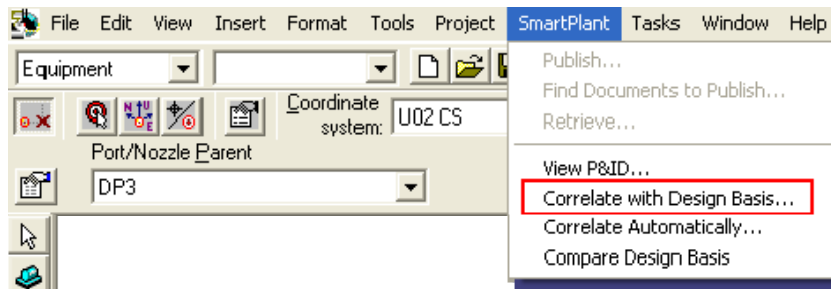 File Edit View Insert Format Tools Project SmartPlant Tasks Window Help
Equipment
Publish...
Find Documents to Publish...
Retrieve...
Coordinate system: U02 CS
Port/Nozzle Parent
DP3
View P&ID...
Correlate with Design Basis...
Correlate Automatically...
Compare Design Basis